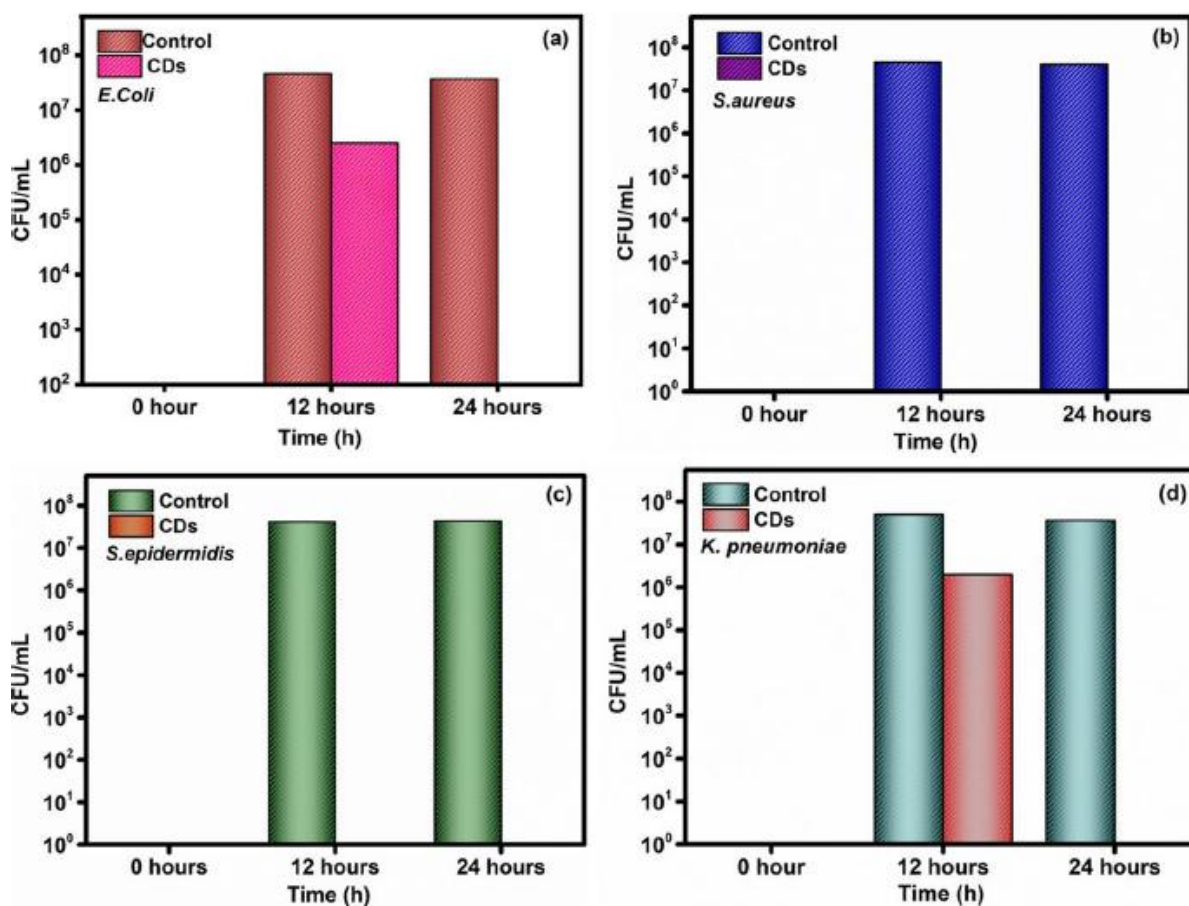 (a)
Control
CDs
E.Coli
10⁸
10⁷
10⁶
10⁵
10⁴
10³
10²
CFU/mL
0 hour 12 hours 24 hours
Time (h)
(b)
Control
CDs
S.aureus
10⁸
10⁷
10⁶
10⁵
10⁴
10³
10²
10¹
10⁰
CFU/mL
0 hour 12 hours 24 hours
Time (h)
(c)
Control
CDs
S.epidermidis
10⁸
10⁷
10⁶
10⁵
10⁴
10³
10²
10¹
10⁰
CFU/mL
0 hours 12 hours 24 hours
Time (h)
(d)
Control
CDs
K. pneumoniae
10⁸
10⁷
10⁶
10⁵
10⁴
10³
10²
10¹
10⁰
CFU/mL
0 hour 12 hours 24 hours
Time (h)